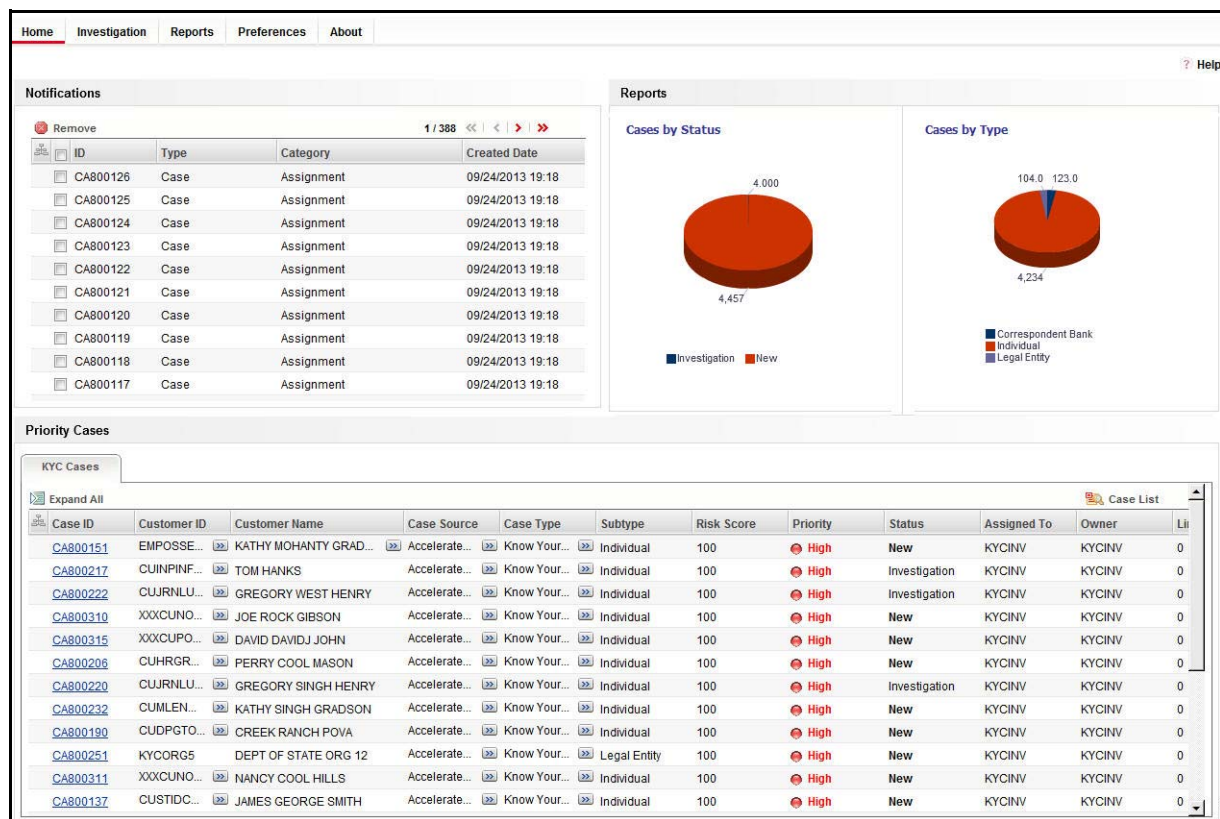 Home Investigation Reports Preferences About
? Help
Notifications
Remove 1 / 388
ID Type Category Created Date
CA800126 Case Assignment 09/24/2013 19:18
CA800125 Case Assignment 09/24/2013 19:18
CA800124 Case Assignment 09/24/2013 19:18
CA800123 Case Assignment 09/24/2013 19:18
CA800122 Case Assignment 09/24/2013 19:18
CA800121 Case Assignment 09/24/2013 19:18
CA800120 Case Assignment 09/24/2013 19:18
CA800119 Case Assignment 09/24/2013 19:18
CA800118 Case Assignment 09/24/2013 19:18
CA800117 Case Assignment 09/24/2013 19:18
Reports
Cases by Status
4.000
4,457
Investigation New
Cases by Type
104.0 123.0
4,234
Correspondent Bank
Individual
Legal Entity
Priority Cases
KYC Cases
Expand All Case List
Case ID Customer ID Customer Name Case Source Case Type Subtype Risk Score Priority Status Assigned To Owner Li
CA800151 EMPOSSE... KATHY MOHANTY GRAD... Accelerate... Know Your... Individual 100 High New KYCINV KYCINV 0
CA800217 CUINPINF... TOM HANKS Accelerate... Know Your... Individual 100 High Investigation KYCINV KYCINV 0
CA800222 CUJRNLU... GREGORY WEST HENRY Accelerate... Know Your... Individual 100 High Investigation KYCINV KYCINV 0
CA800310 XXXCUNO... JOE ROCK GIBSON Accelerate... Know Your... Individual 100 High New KYCINV KYCINV 0
CA800315 XXXCUPO... DAVID DAVIDJ JOHN Accelerate... Know Your... Individual 100 High New KYCINV KYCINV 0
CA800206 CUHRGR... PERRY COOL MASON Accelerate... Know Your... Individual 100 High New KYCINV KYCINV 0
CA800220 CUJRNLU... GREGORY SINGH HENRY Accelerate... Know Your... Individual 100 High Investigation KYCINV KYCINV 0
CA800232 CUMLEN... KATHY SINGH GRADSON Accelerate... Know Your... Individual 100 High New KYCINV KYCINV 0
CA800190 CUDPGTO... CREEK RANCH POVA Accelerate... Know Your... Individual 100 High New KYCINV KYCINV 0
CA800251 KYCORG5 DEPT OF STATE ORG 12 Accelerate... Know Your... Legal Entity 100 High New KYCINV KYCINV 0
CA800311 XXXCUNO... NANCY COOL HILLS Accelerate... Know Your... Individual 100 High New KYCINV KYCINV 0
CA800137 CUSTIDC... JAMES GEORGE SMITH Accelerate... Know Your... Individual 100 High New KYCINV KYCINV 0